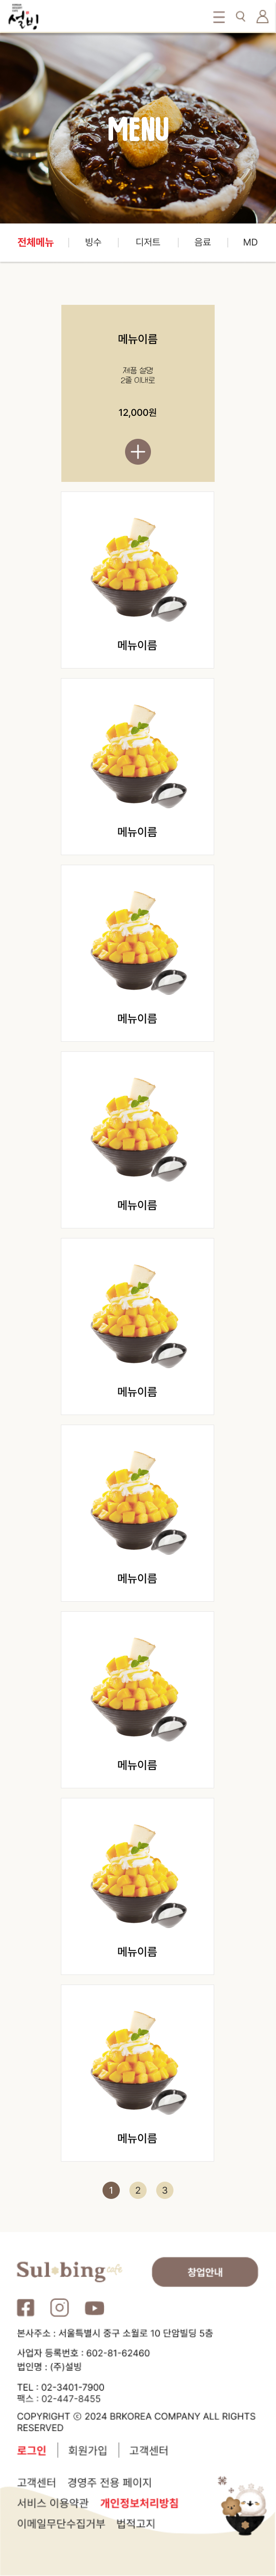 설빙
MENU
전체메뉴 빙수 디저트 음료 MD
메뉴이름
제품 설명
2줄 이내로
12,000원
메뉴이름
메뉴이름
메뉴이름
메뉴이름
메뉴이름
메뉴이름
메뉴이름
메뉴이름
메뉴이름
1 2 3
Sulbing cafe 창업안내
본사주소 : 서울특별시 중구 소월로 10 단암빌딩 5층
사업자 등록번호 : 602-81-62460
법인명 : (주)설빙
TEL : 02-3401-7900
팩스 : 02-447-8455
COPYRIGHT ⓒ 2024 BRKOREA COMPANY ALL RIGHTS
RESERVED
로그인 회원가입 고객센터
고객센터 경영주 전용 페이지
서비스 이용약관 개인정보처리방침
이메일무단수집거부 법적고지